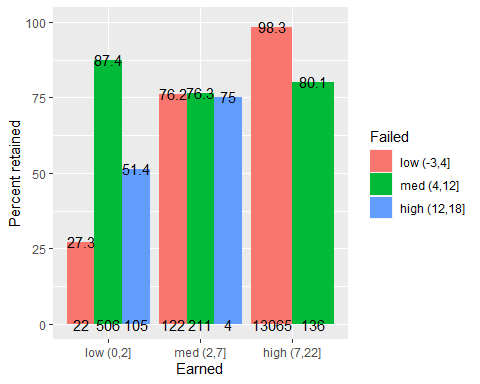 100
75
50
25
0
Percent retained
27.3
87.4
51.4
76.2
76.3
75
98.3
80.1
22
506
105
122
211
4
13065
136
low (0,2]
med (2,7]
high (7,22]
Earned
Failed
low (-3,4]
med (4,12]
high (12,18]